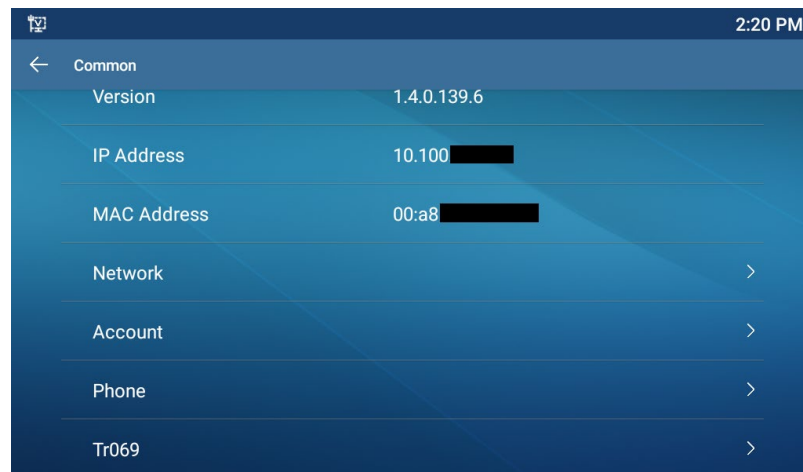 2:20 PM
Common
Version 1.4.0.139.6
IP Address 10.100
MAC Address 00:a8
Network
Account
Phone
Tr069